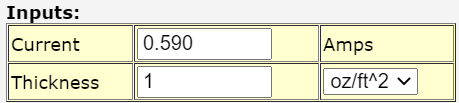 Inputs:
Current 0.590 Amps
Thickness 1 oz/ft^2